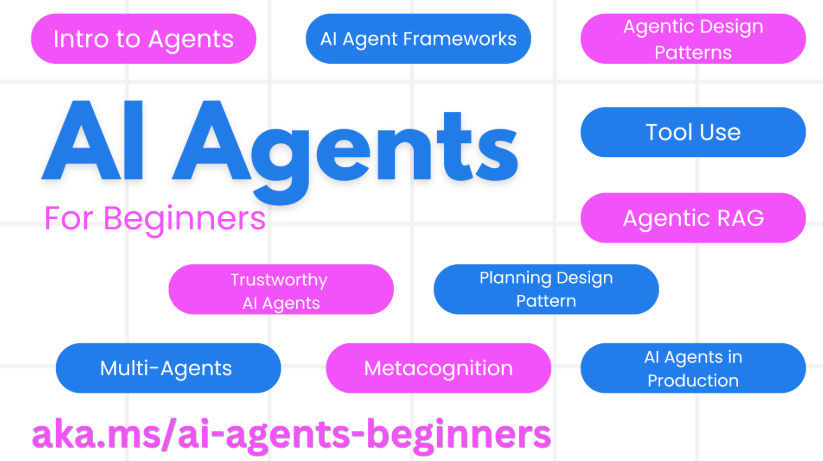 Intro to Agents
AI Agent Frameworks
Agentic Design
Patterns
AI Agents
For Beginners
Tool Use
Agentic RAG
Trustworthy
AI Agents
Planning Design
Pattern
Multi-Agents
Metacognition
AI Agents in
Production
aka.ms/ai-agents-beginners